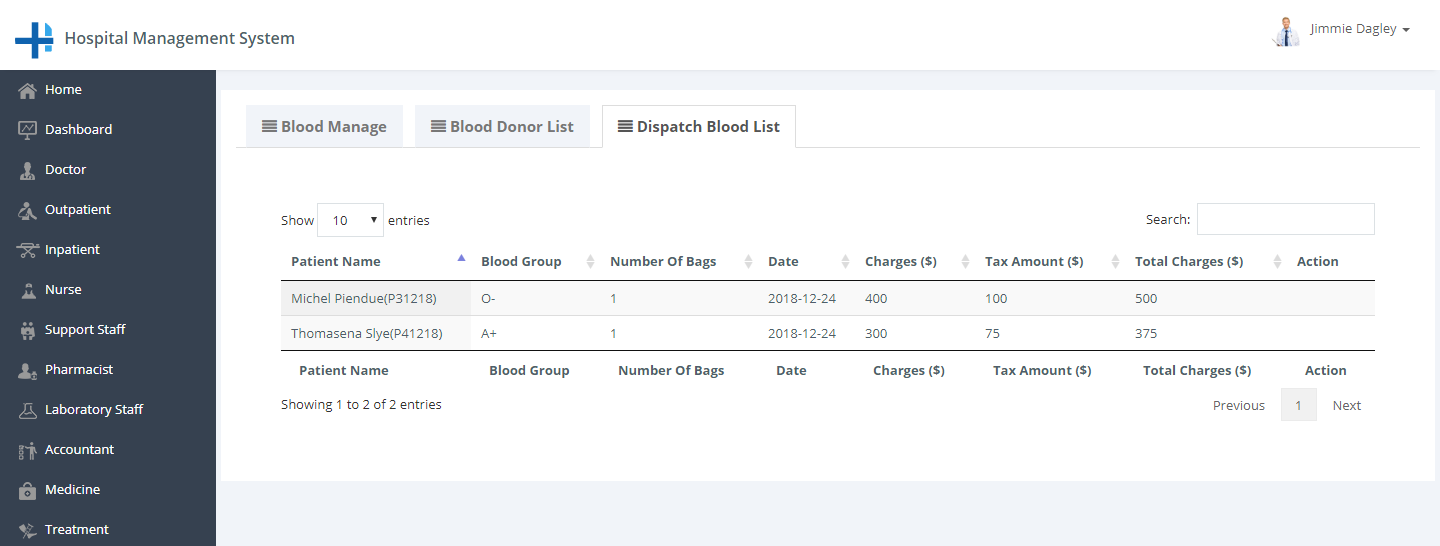 Hospital Management System
Jimmie Dagley
Home
Dashboard
Doctor
Outpatient
Inpatient
Nurse
Support Staff
Pharmacist
Laboratory Staff
Accountant
Medicine
Treatment
Blood Manage Blood Donor List Dispatch Blood List
Show 10 entries Search:
Patient Name Blood Group Number Of Bags Date Charges ($) Tax Amount ($) Total Charges ($) Action
Michel Piendue(P31218) O- 1 2018-12-24 400 100 500
Thomasena Slye(P41218) A+ 1 2018-12-24 300 75 375
Patient Name Blood Group Number Of Bags Date Charges ($) Tax Amount ($) Total Charges ($) Action
Showing 1 to 2 of 2 entries Previous 1 Next